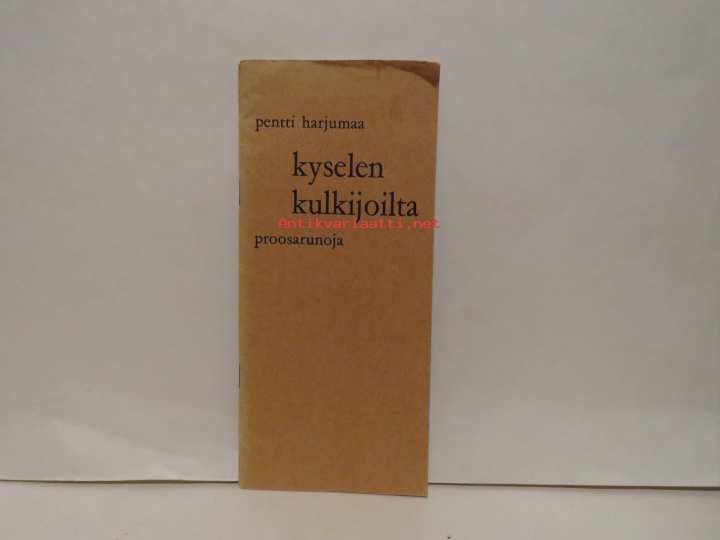 pentti harjumaa
kyselen
kulkijoilta
Antikvariaatti.net
proosarunoja